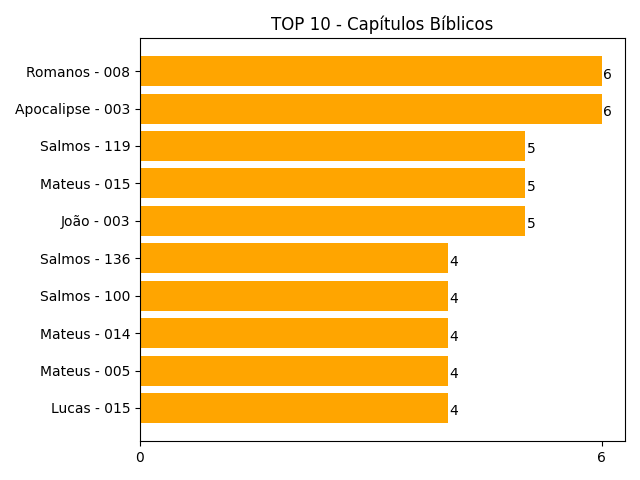 TOP 10 - Capítulos Bíblicos
Romanos - 008 6
Apocalipse - 003 6
Salmos - 119 5
Mateus - 015 5
João - 003 5
Salmos - 136 4
Salmos - 100 4
Mateus - 014 4
Mateus - 005 4
Lucas - 015 4
0 6